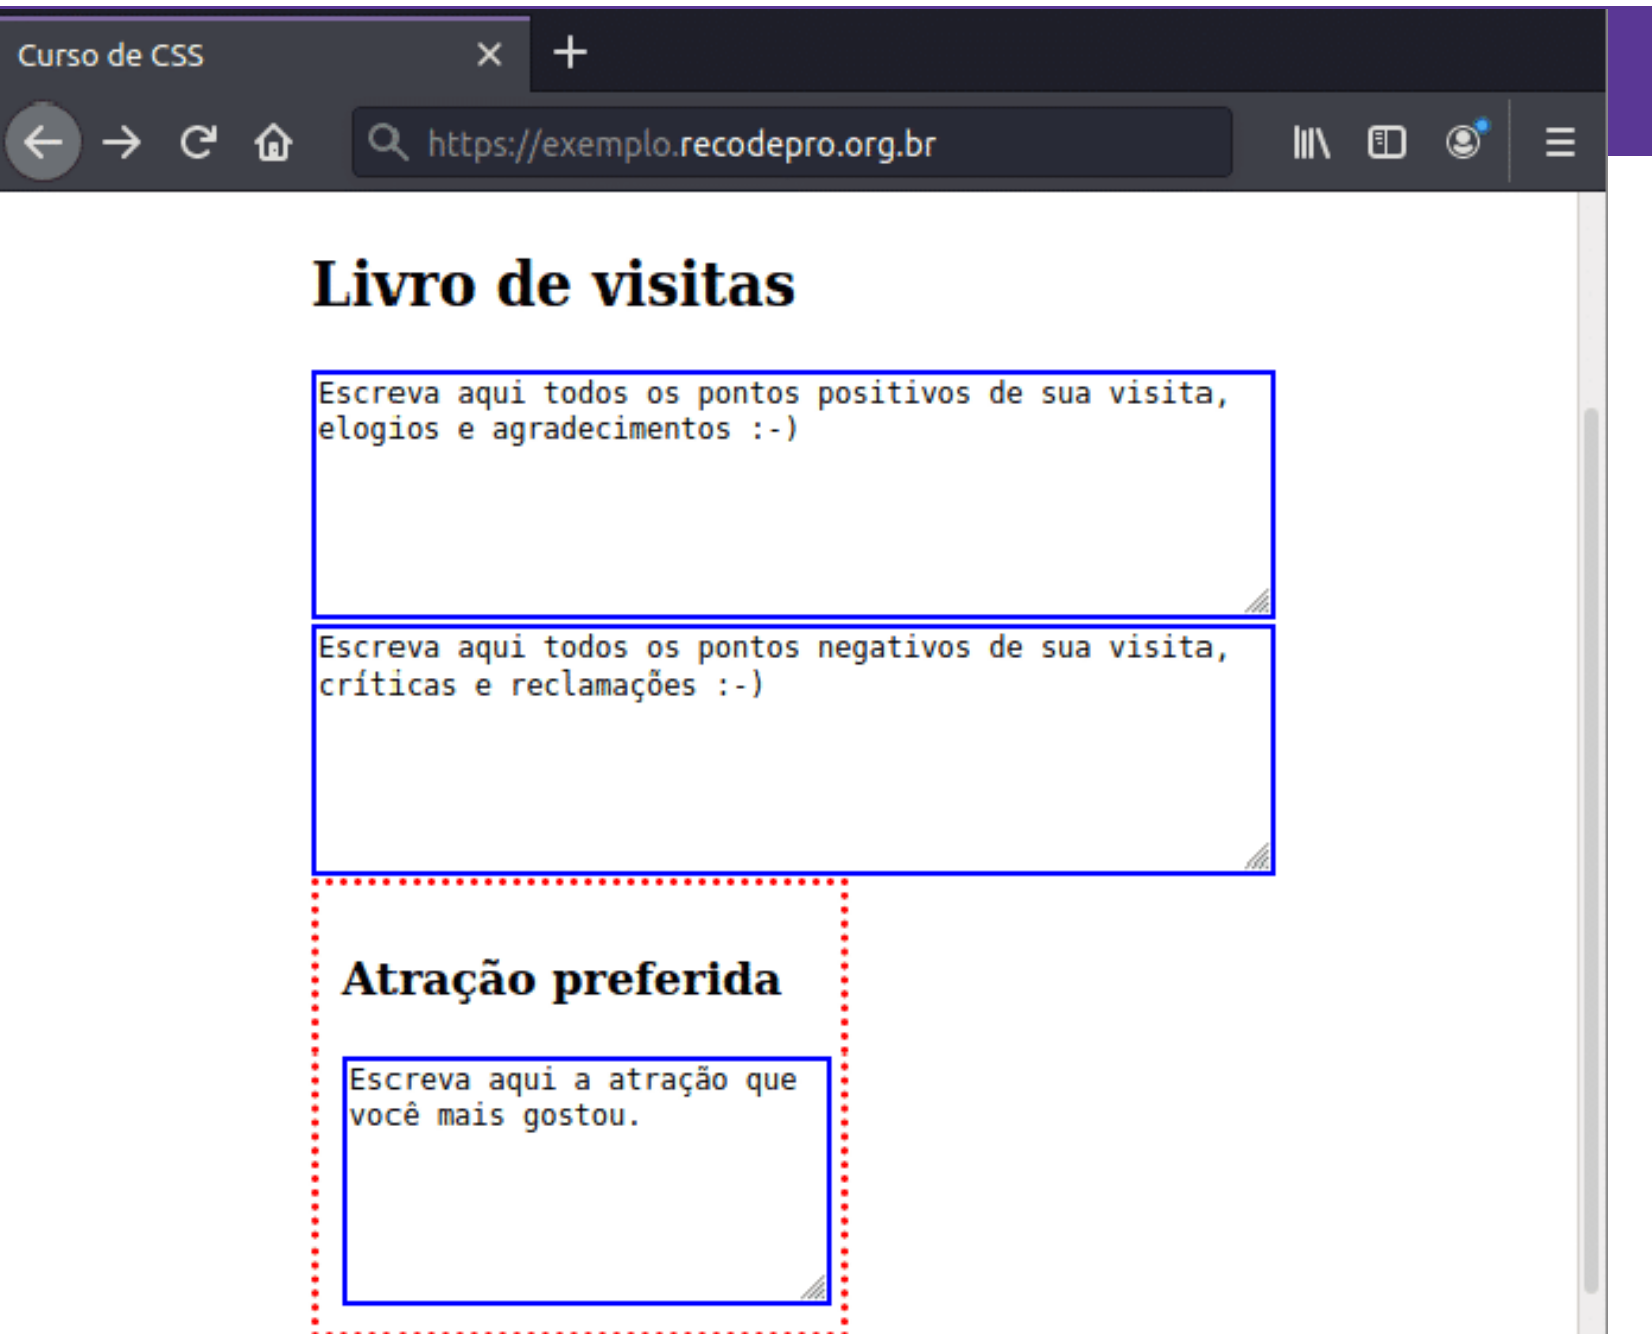 Curso de CSS
https://exemplo.recodepro.org.br
Livro de visitas
Escreva aqui todos os pontos positivos de sua visita,
elogios e agradecimentos :-)
Escreva aqui todos os pontos negativos de sua visita,
críticas e reclamações :-)
Atração preferida
Escreva aqui a atração que
você mais gostou.